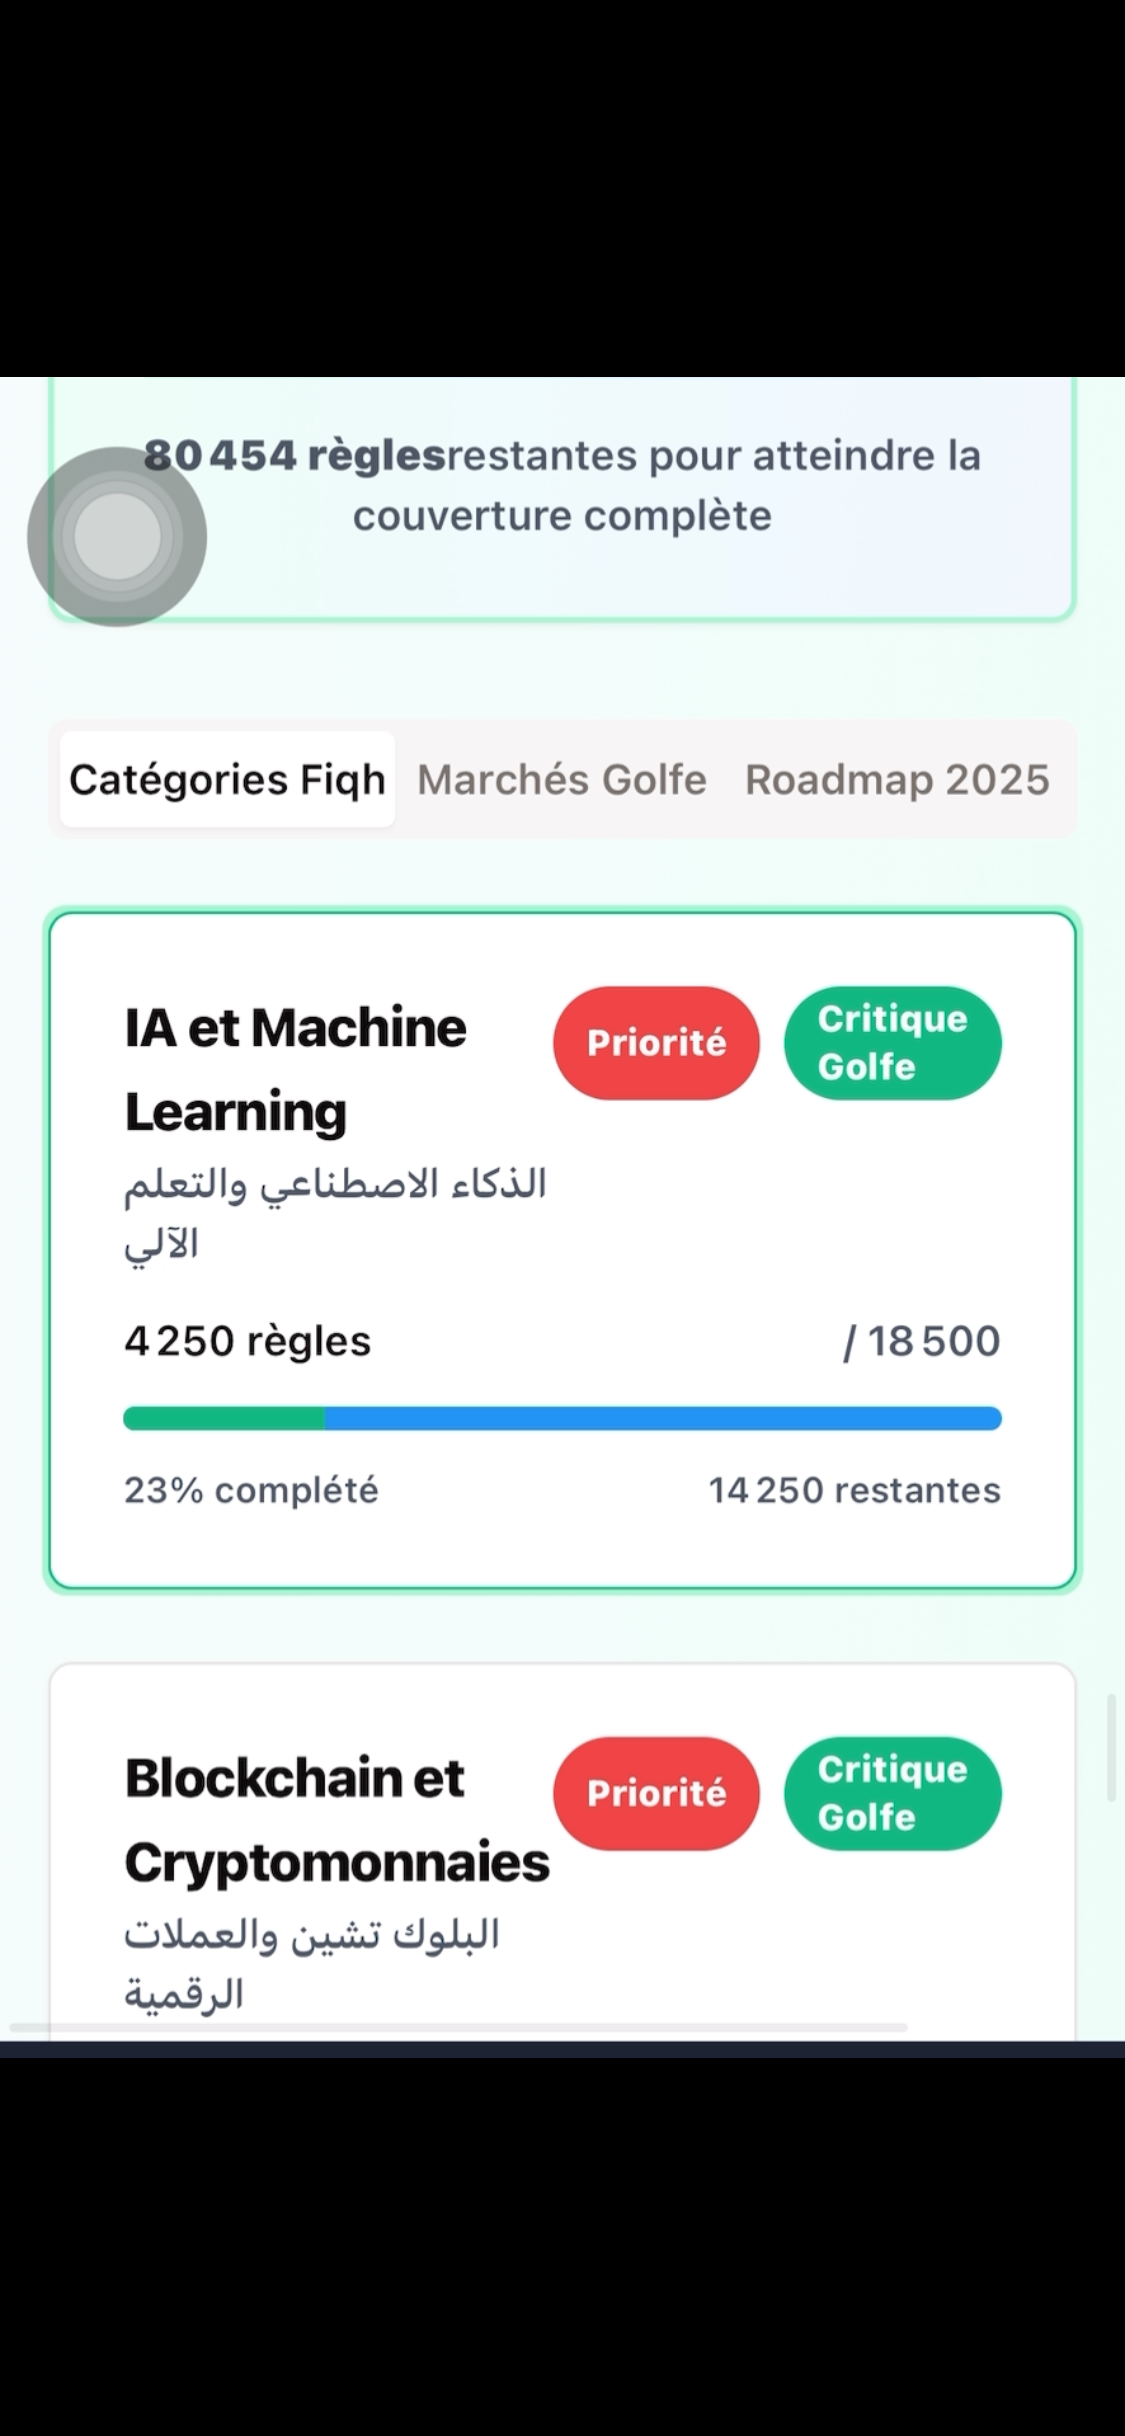 80 454 règlesrestantes pour atteindre la
couverture complète
Catégories Fiqh
Marchés Golfe
Roadmap 2025
IA et Machine
Learning
Priorité
Critique
Golfe
الذكاء الاصطناعي والتعلم
الآلي
4 250 règles
/ 18 500
23% complété
14 250 restantes
Blockchain et
Cryptomonnaies
Priorité
Critique
Golfe
البلوك تشين والعملات
الرقمية